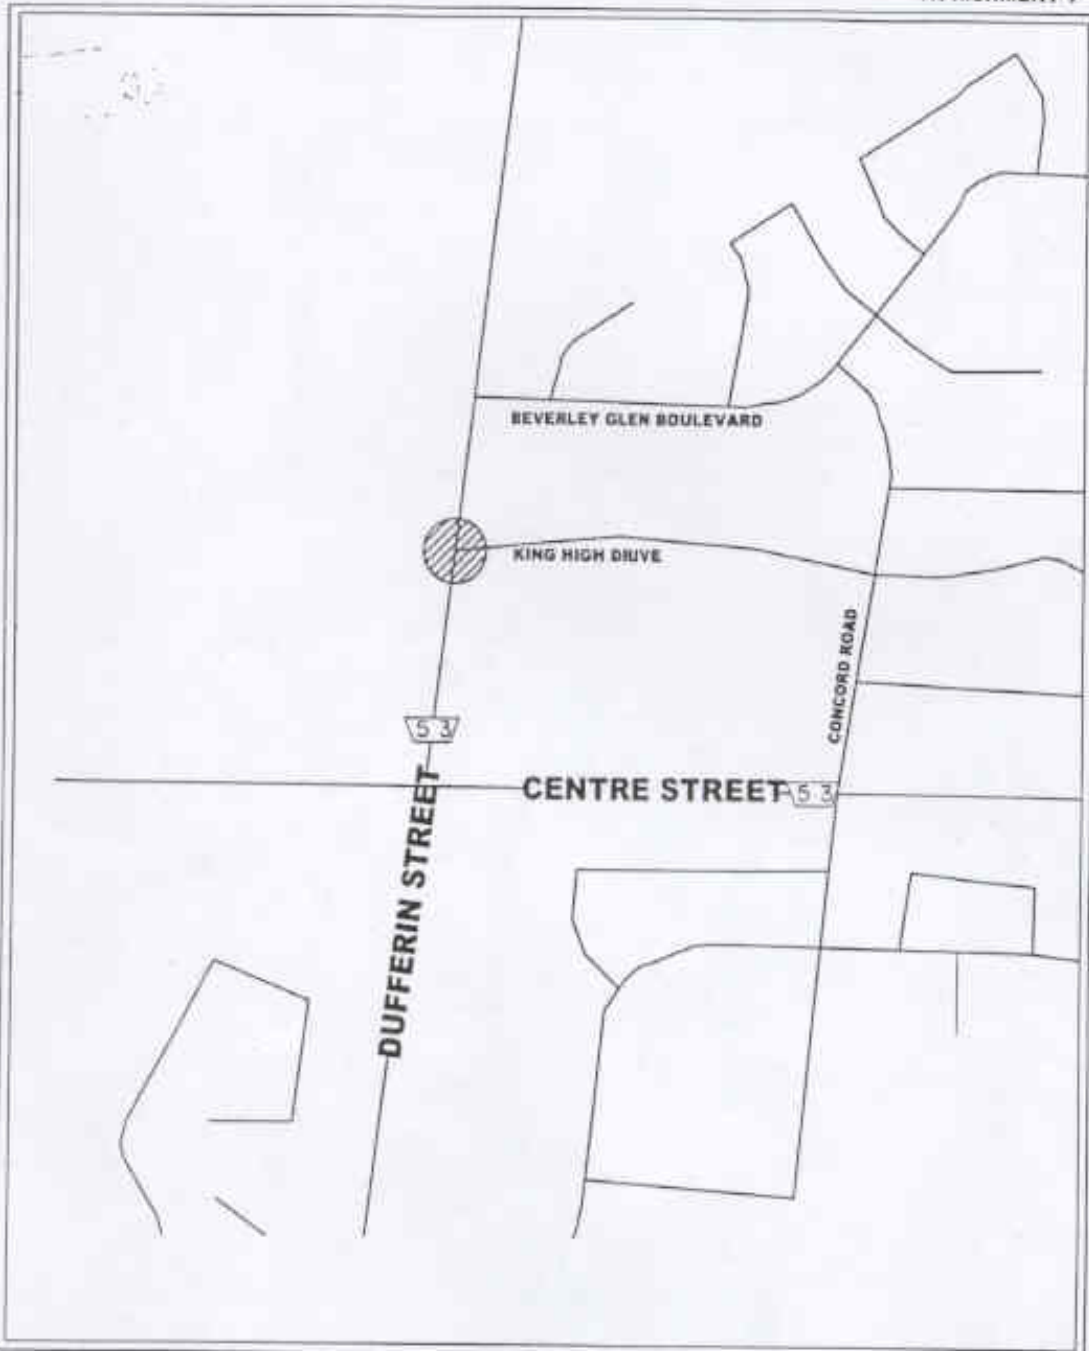 BEVERLEY GLEN BOULEVARD
KING HIGH DRIVE
CONCORD ROAD
53
CENTRE STREET 53
DUFFERIN STREET